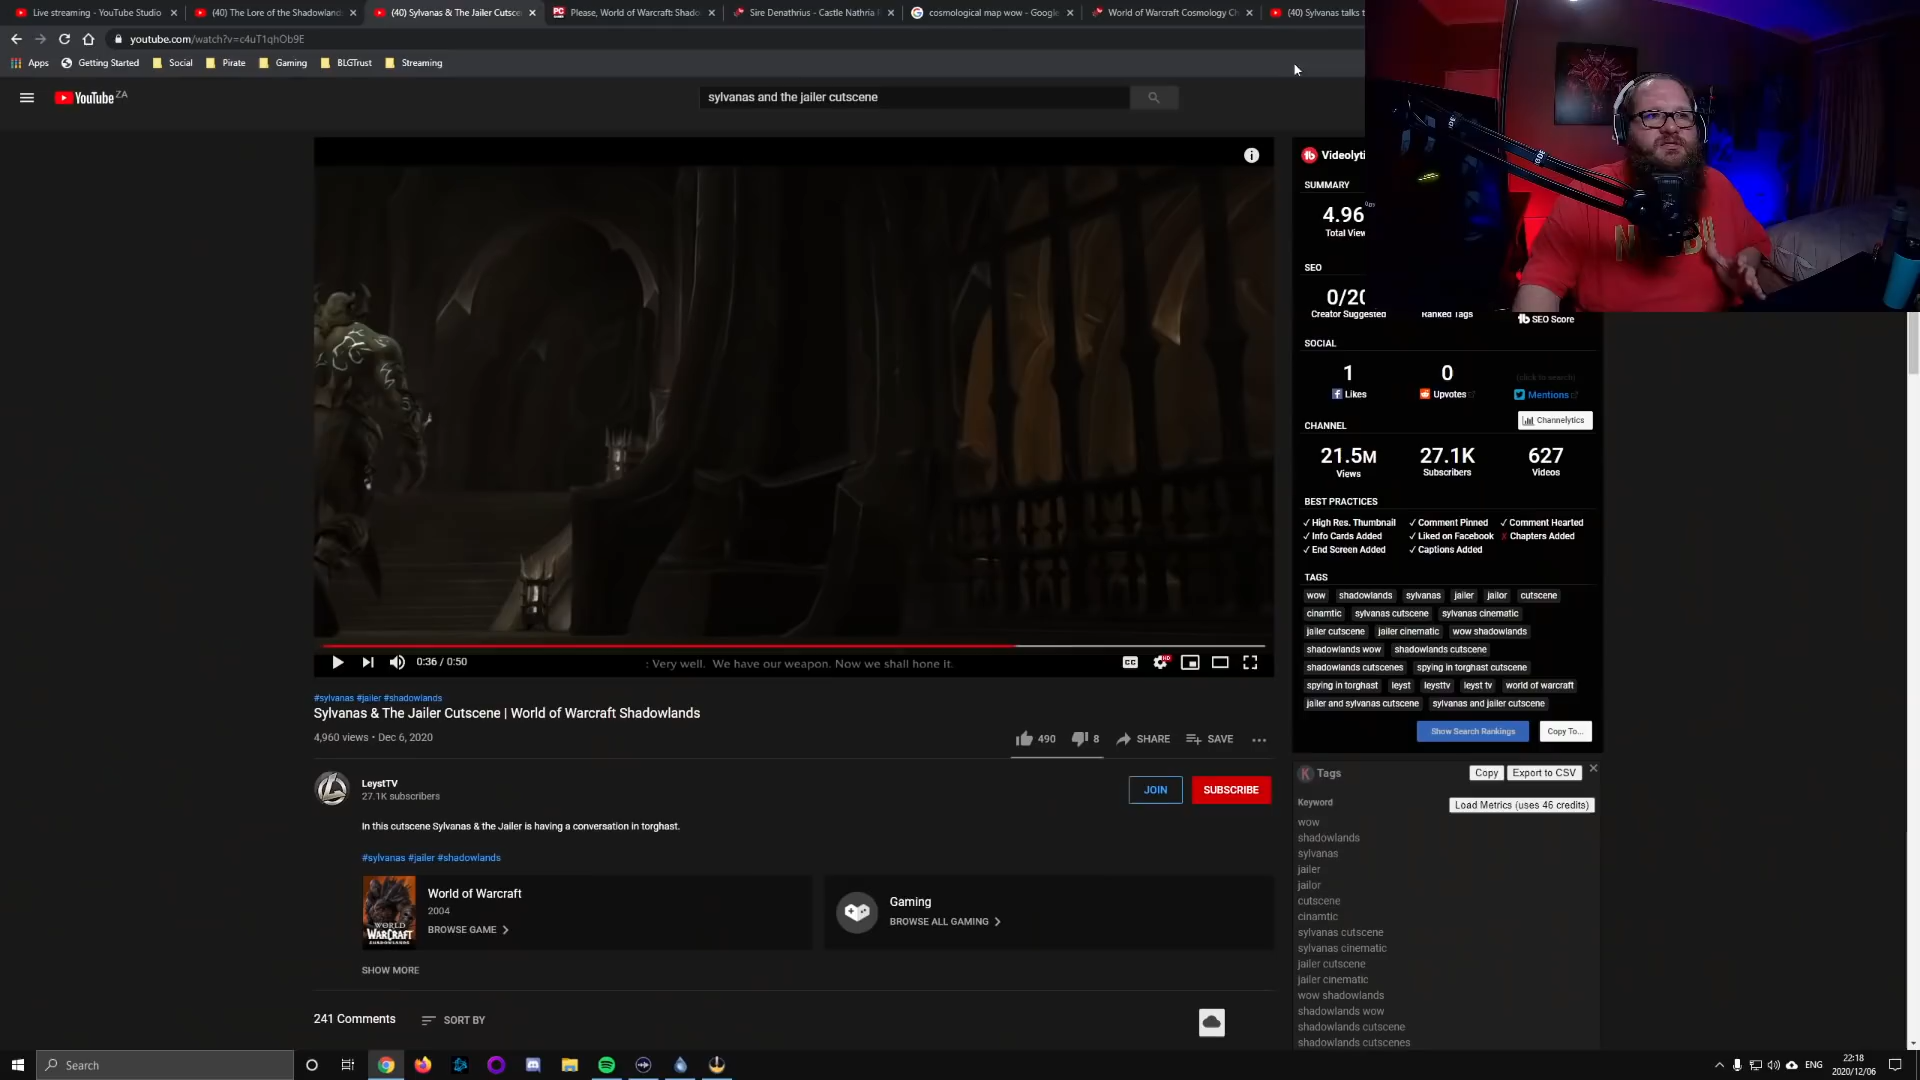 Live streaming - YouTube Studio
(40) The Lore of the Shadowland
(40) Sylvanas & The Jailer Cutsce
Please, World of Warcraft: Shado
Sire Denathrius - Castle Nathria
cosmological map wow - Google
World of Warcraft Cosmology Ch
(40) Sylvanas talks t
youtube.com/watch?v=c4uT1qhOb9E
Apps Getting Started Social Pirate Gaming BLGTrust Streaming
YouTube ZA
sylvanas and the jailer cutscene
Videolyti
SUMMARY
4.96
Total View
SEO
0/20
Creator Suggested Ranked Tags SEO Score
SOCIAL
1 0 (click to search)
Likes Upvotes Mentions
Channelytics
CHANNEL
21.5M 27.1K 627
Views Subscribers Videos
BEST PRACTICES
✓ High Res. Thumbnail ✓ Comment Pinned ✓ Comment Hearted
✓ Info Cards Added ✓ Liked on Facebook ✗ Chapters Added
✓ End Screen Added ✓ Captions Added
TAGS
wow shadowlands sylvanas jailer jailor cutscene
cinamtic sylvanas cutscene sylvanas cinematic
jailer cutscene jailer cinematic wow shadowlands
shadowlands wow shadowlands cutscene
shadowlands cutscenes spying in torghast cutscene
spying in torghast leyst leysttv leyst tv world of warcraft
jailer and sylvanas cutscene sylvanas and jailer cutscene
Show Search Rankings Copy To...
0:36 / 0:50
: Very well. We have our weapon. Now we shall hone it.
CC HD
#sylvanas #jailer #shadowlands
Sylvanas & The Jailer Cutscene | World of Warcraft Shadowlands
4,960 views • Dec 6, 2020
490 8 SHARE SAVE ...
LeystTV
27.1K subscribers
JOIN SUBSCRIBE
In this cutscene Sylvanas & the Jailer is having a conversation in torghast.
#sylvanas #jailer #shadowlands
World of Warcraft
2004
BROWSE GAME
Gaming
BROWSE ALL GAMING
SHOW MORE
241 Comments SORT BY
Tags Copy Export to CSV
Keyword Load Metrics (uses 46 credits)
wow
shadowlands
sylvanas
jailer
jailor
cutscene
cinamtic
sylvanas cutscene
sylvanas cinematic
jailer cutscene
jailer cinematic
wow shadowlands
shadowlands wow
shadowlands cutscene
shadowlands cutscenes
Search
ENG
22:18
2020/12/06